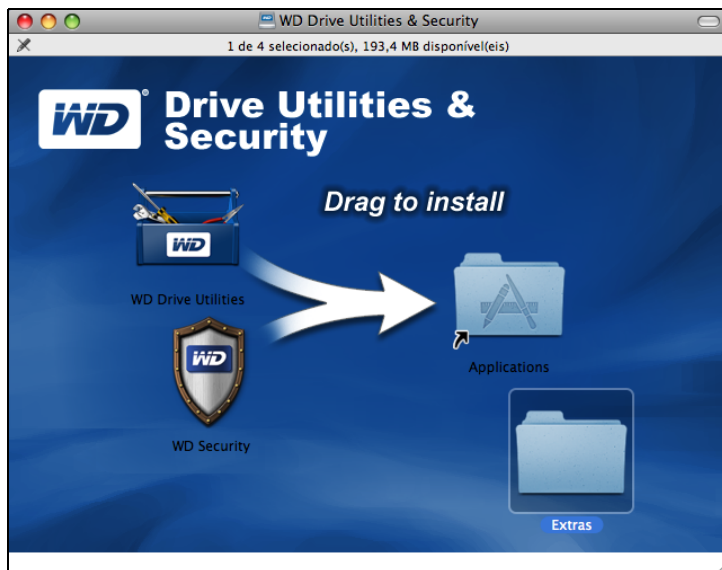 WD Drive Utilities & Security
1 de 4 selecionado(s), 193,4 MB disponível(eis)
WD
Drive Utilities &
Security
Drag to install
WD
WD Drive Utilities
Applications
WD
WD Security
Extras